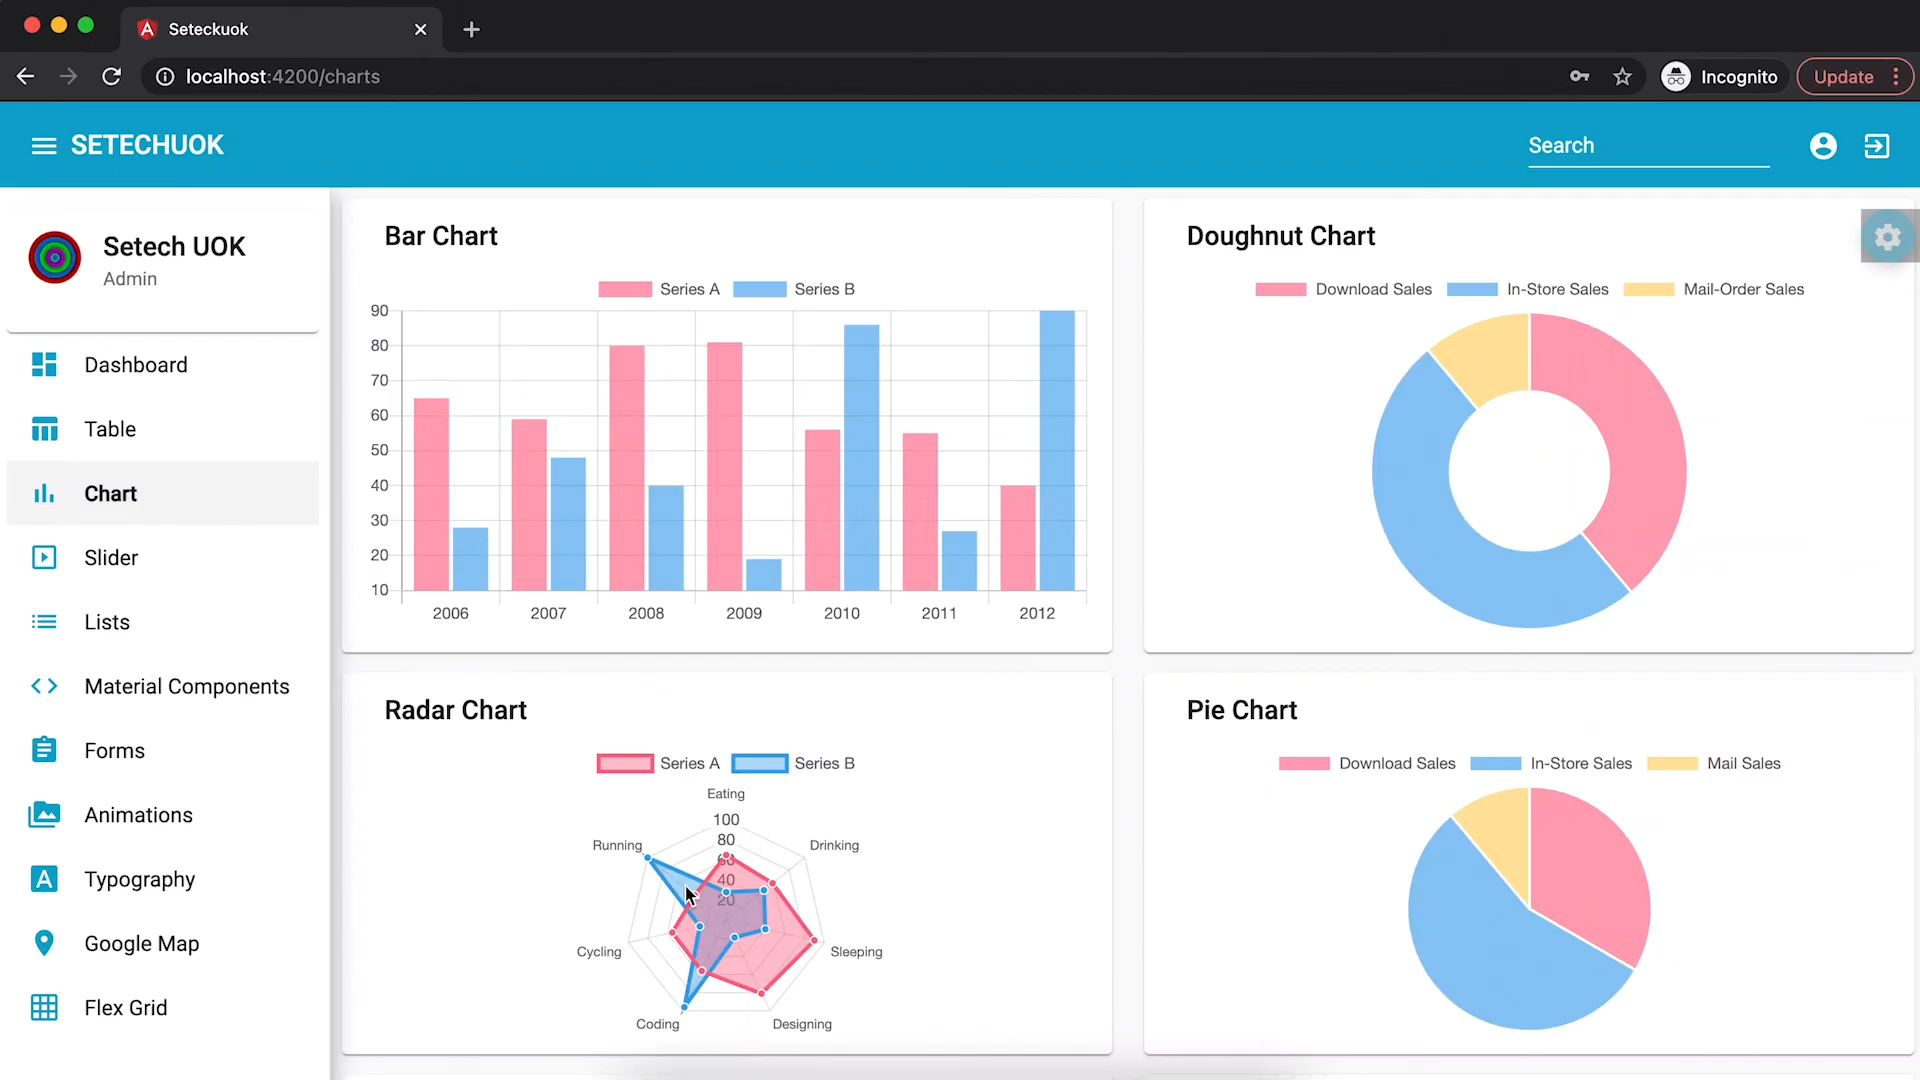 Seteckuok
localhost:4200/charts
Incognito
Update
SETECHUOK
Search
Setech UOK
Admin
Dashboard
Table
Chart
Slider
Lists
Material Components
Forms
Animations
Typography
Google Map
Flex Grid
Bar Chart
Series A
Series B
90
80
70
60
50
40
30
20
10
2006
2007
2008
2009
2010
2011
2012
Doughnut Chart
Download Sales
In-Store Sales
Mail-Order Sales
Radar Chart
Series A
Series B
Eating
100
80
60
40
20
Running
Drinking
Cycling
Sleeping
Coding
Designing
Pie Chart
Download Sales
In-Store Sales
Mail Sales